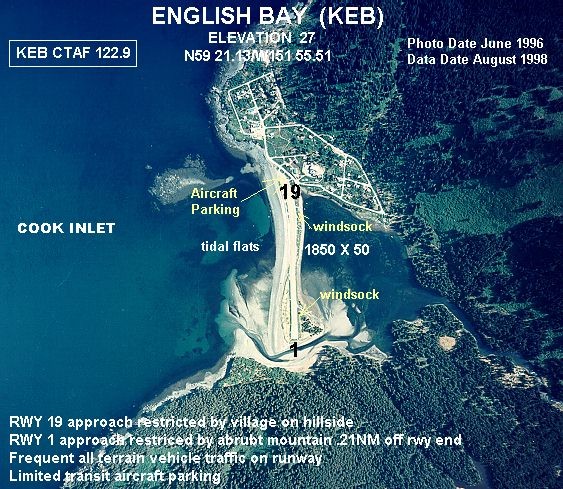 ENGLISH BAY (KEB)
ELEVATION 27
N59 21.13/W151 55.51
KEB CTAF 122.9
Photo Date June 1996
Data Date August 1998
Aircraft
Parking
19
windsock
COOK INLET
tidal flats
1850 X 50
windsock
1
RWY 19 approach restricted by village on hillside
RWY 1 approach restriced by abrubt mountain .21NM off rwy end
Frequent all terrain vehicle traffic on runway
Limited transit aircraft parking